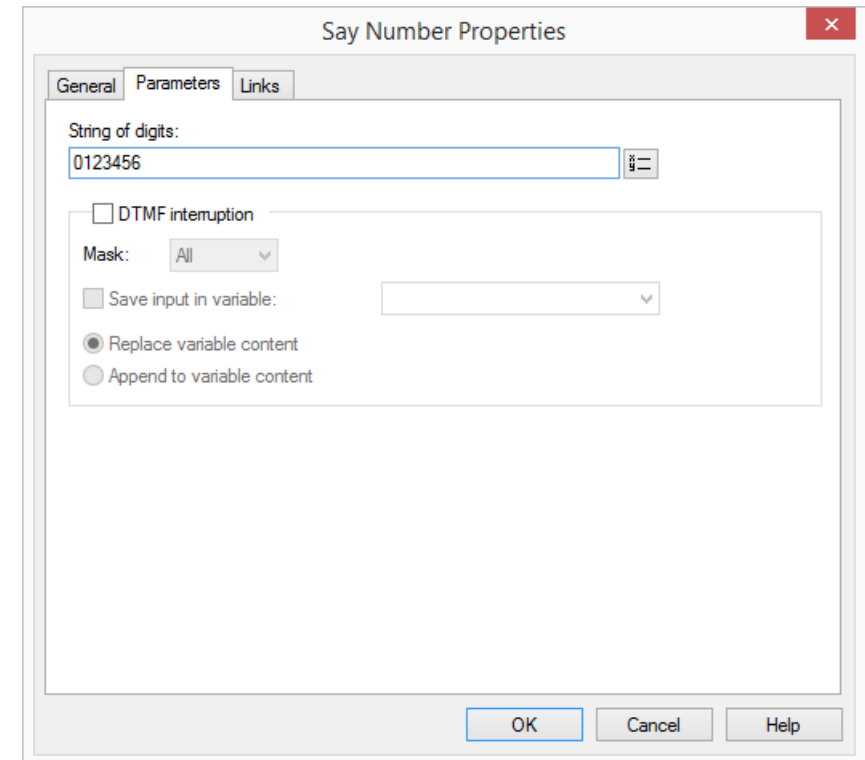 Say Number Properties
General Parameters Links
String of digits:
0123456
DTMF interruption
Mask: All
Save input in variable:
Replace variable content
Append to variable content
OK Cancel Help